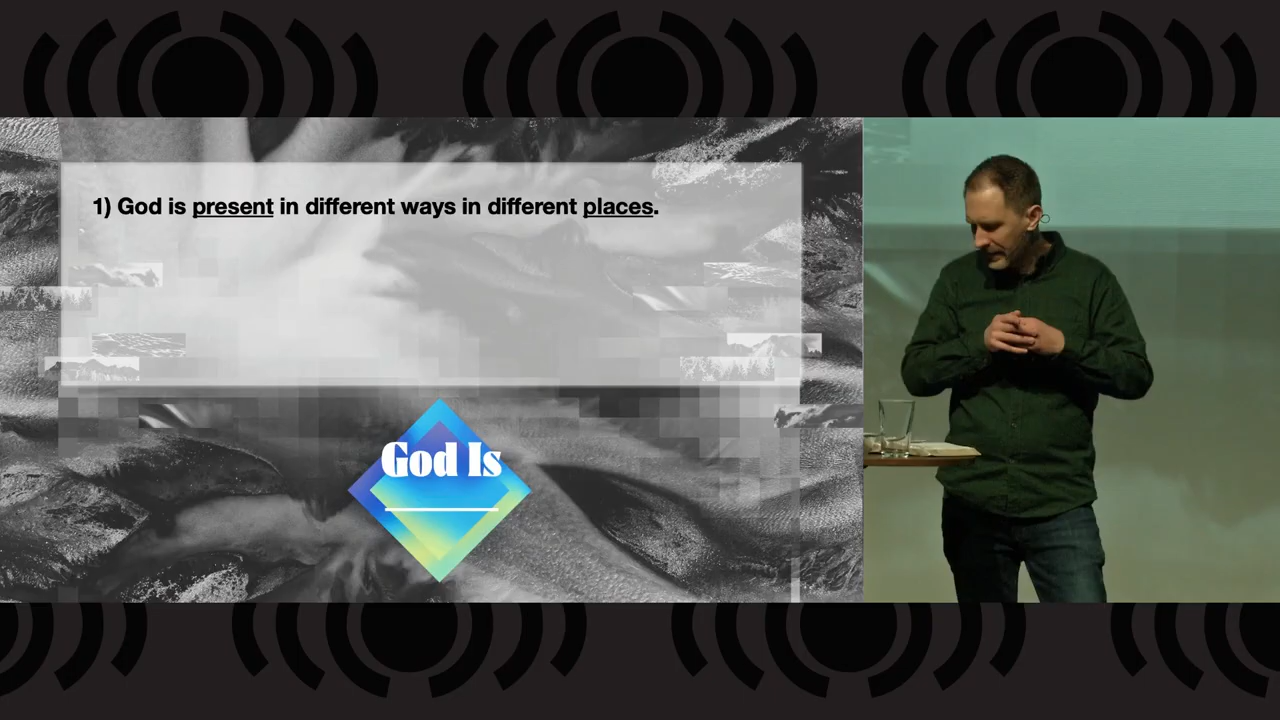 1) God is present in different ways in different places.
God Is